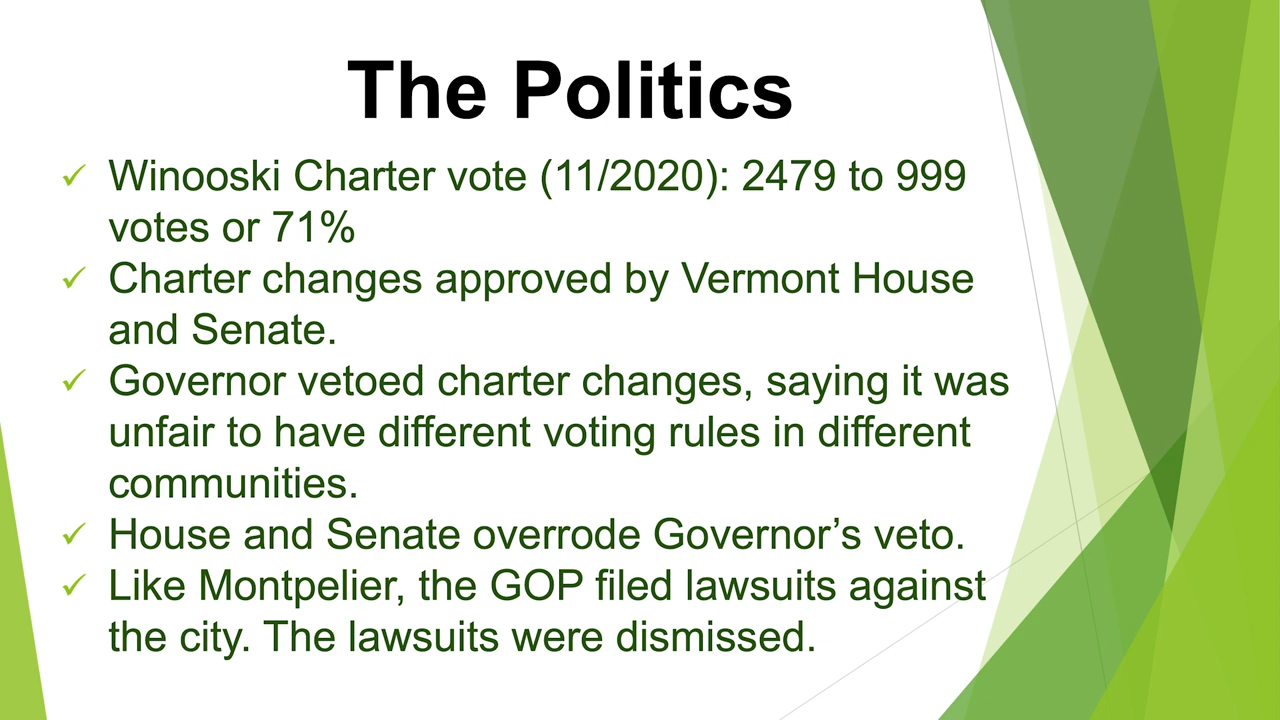 The Politics
✓ Winooski Charter vote (11/2020): 2479 to 999
votes or 71%
✓ Charter changes approved by Vermont House
and Senate.
✓ Governor vetoed charter changes, saying it was
unfair to have different voting rules in different
communities.
✓ House and Senate overrode Governor’s veto.
✓ Like Montpelier, the GOP filed lawsuits against
the city. The lawsuits were dismissed.